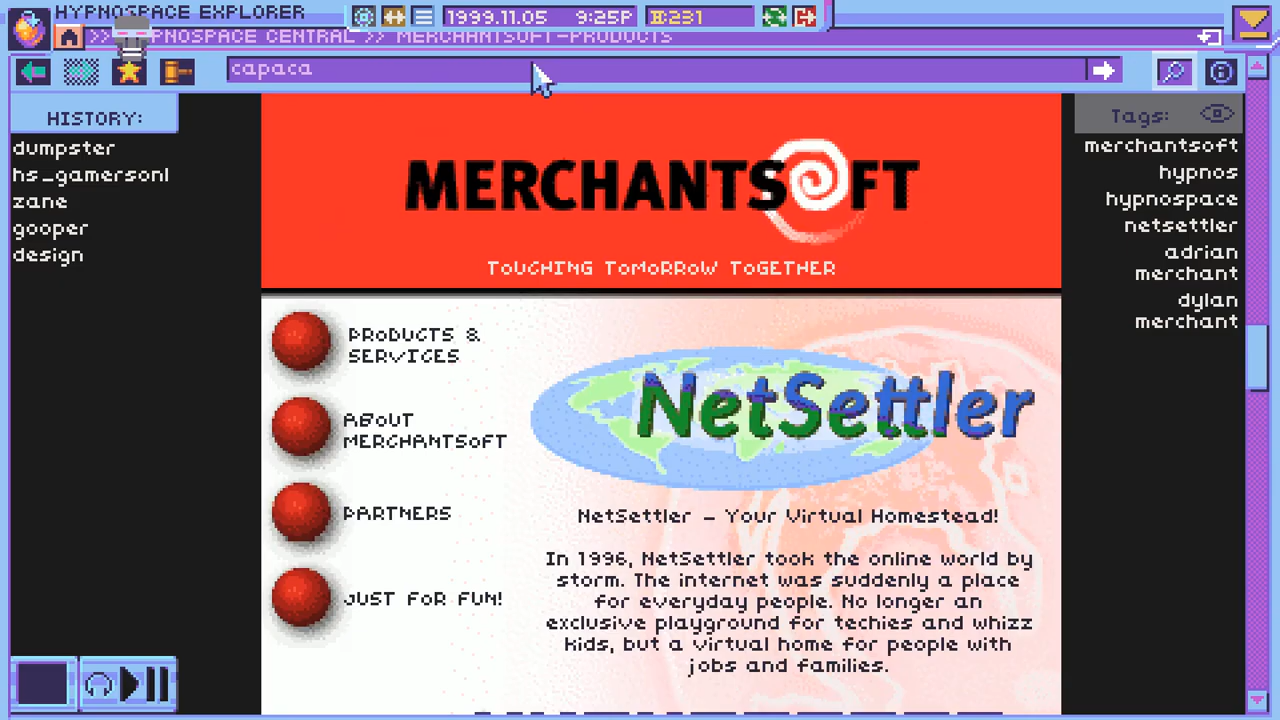 HYPNOSPACE EXPLORER
1999.11.05 9:25P
231
HYPNOSPACE CENTRAL >> MERCHANTSOFT-PRODUCTS
capaca
HISTORY:
dumpster
hs_gamersonl
zane
gooper
design
MERCHANTSOFT
TOUCHING TOMORROW TOGETHER
PRODUCTS &
SERVICES
ABOUT
MERCHANTSOFT
PARTNERS
JUST FOR FUN!
NetSettler
NetSettler - Your Virtual Homestead!
In 1996, NetSettler took the online world by
storm. The internet was suddenly a place
for everyday people. No longer an
exclusive playground for techies and whizz
kids, but a virtual home for people with
jobs and families.
Tags:
merchantsoft
hypnos
hypnospace
netsettler
adrian
merchant
dylan
merchant